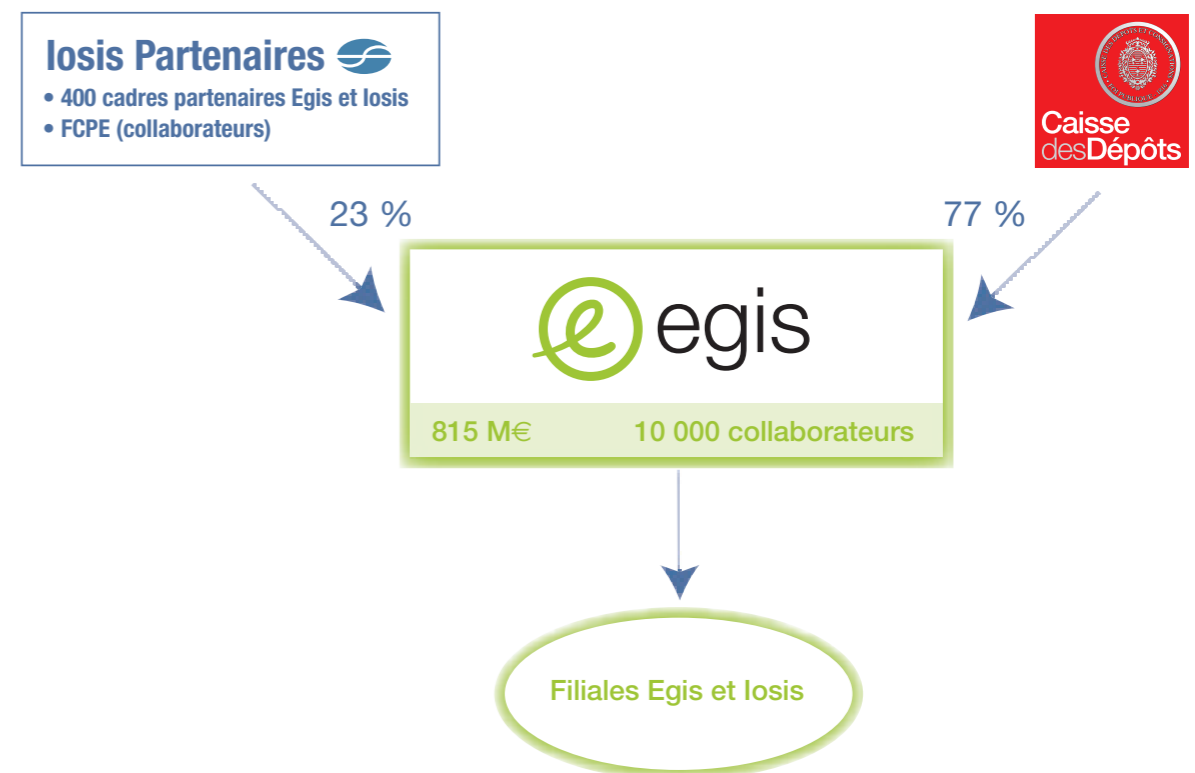 Iosis Partenaires
• 400 cadres partenaires Egis et Iosis
• FCPE (collaborateurs)
Caisse
desDépôts
23 %
77 %
e egis
815 M€ 10 000 collaborateurs
Filiales Egis et Iosis